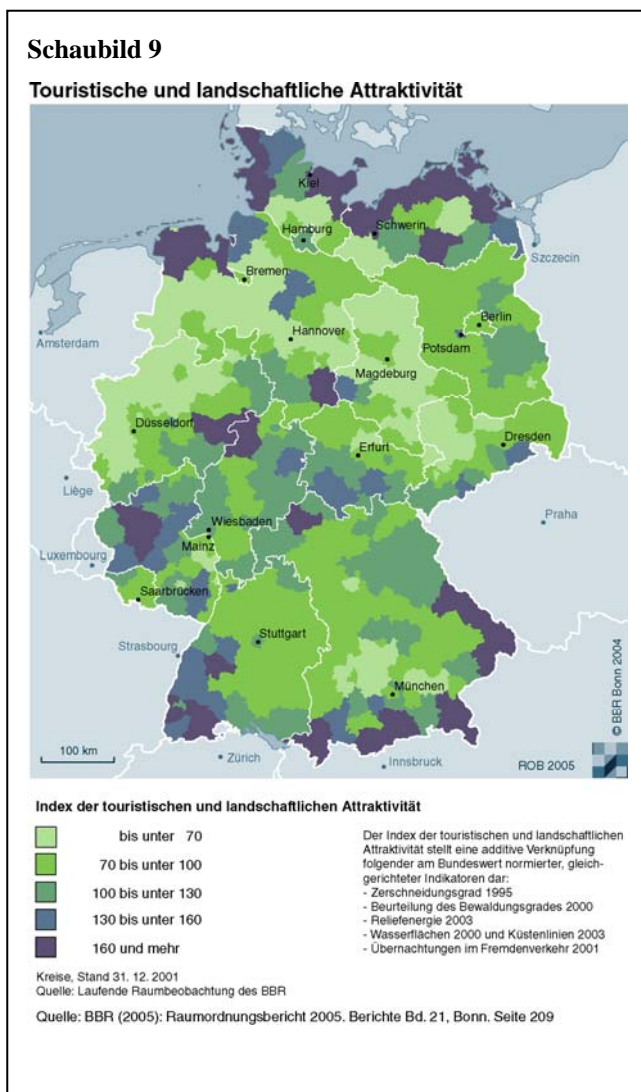 Schaubild 9
Touristische und landschaftliche Attraktivität
Kiel
Hamburg
Schwerin
Szczecin
Bremen
Amsterdam
Hannover
Berlin
Potsdam
Magdeburg
Düsseldorf
Erfurt
Dresden
Liège
Wiesbaden
Praha
Mainz
Luxembourg
Saarbrücken
Strasbourg
Stuttgart
München
© BBR Bonn 2004
100 km
Zürich
Innsbruck
ROB 2005
Index der touristischen und landschaftlichen Attraktivität
bis unter 70
70 bis unter 100
100 bis unter 130
130 bis unter 160
160 und mehr
Der Index der touristischen und landschaftlichen
Attraktivität stellt eine additive Verknüpfung
folgender am Bundeswert normierter, gleich-
gerichteter Indikatoren dar:
- Zerschneidungsgrad 1995
- Beurteilung des Bewaldungsgrades 2000
- Reliefenergie 2003
- Wasserflächen 2000 und Küstenlinien 2003
- Übernachtungen im Fremdenverkehr 2001
Kreise, Stand 31. 12. 2001
Quelle: Laufende Raumbeobachtung des BBR
Quelle: BBR (2005): Raumordnungsbericht 2005. Berichte Bd. 21, Bonn. Seite 209